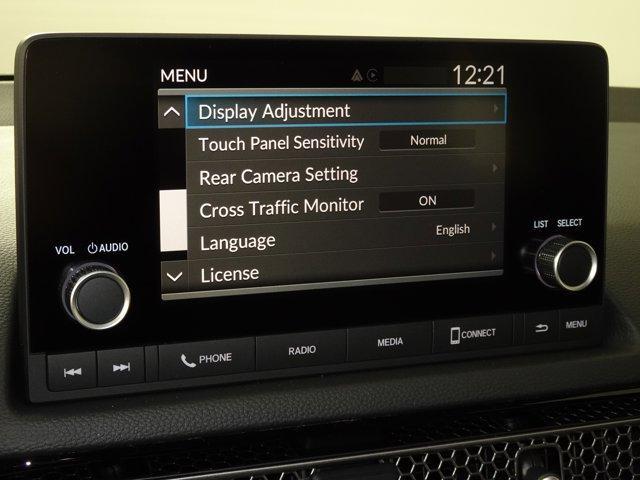 MENU 12:21
Display Adjustment
Touch Panel Sensitivity Normal
Rear Camera Setting
Cross Traffic Monitor ON
Language English
License
VOL AUDIO
LIST SELECT
PHONE RADIO MEDIA CONNECT MENU